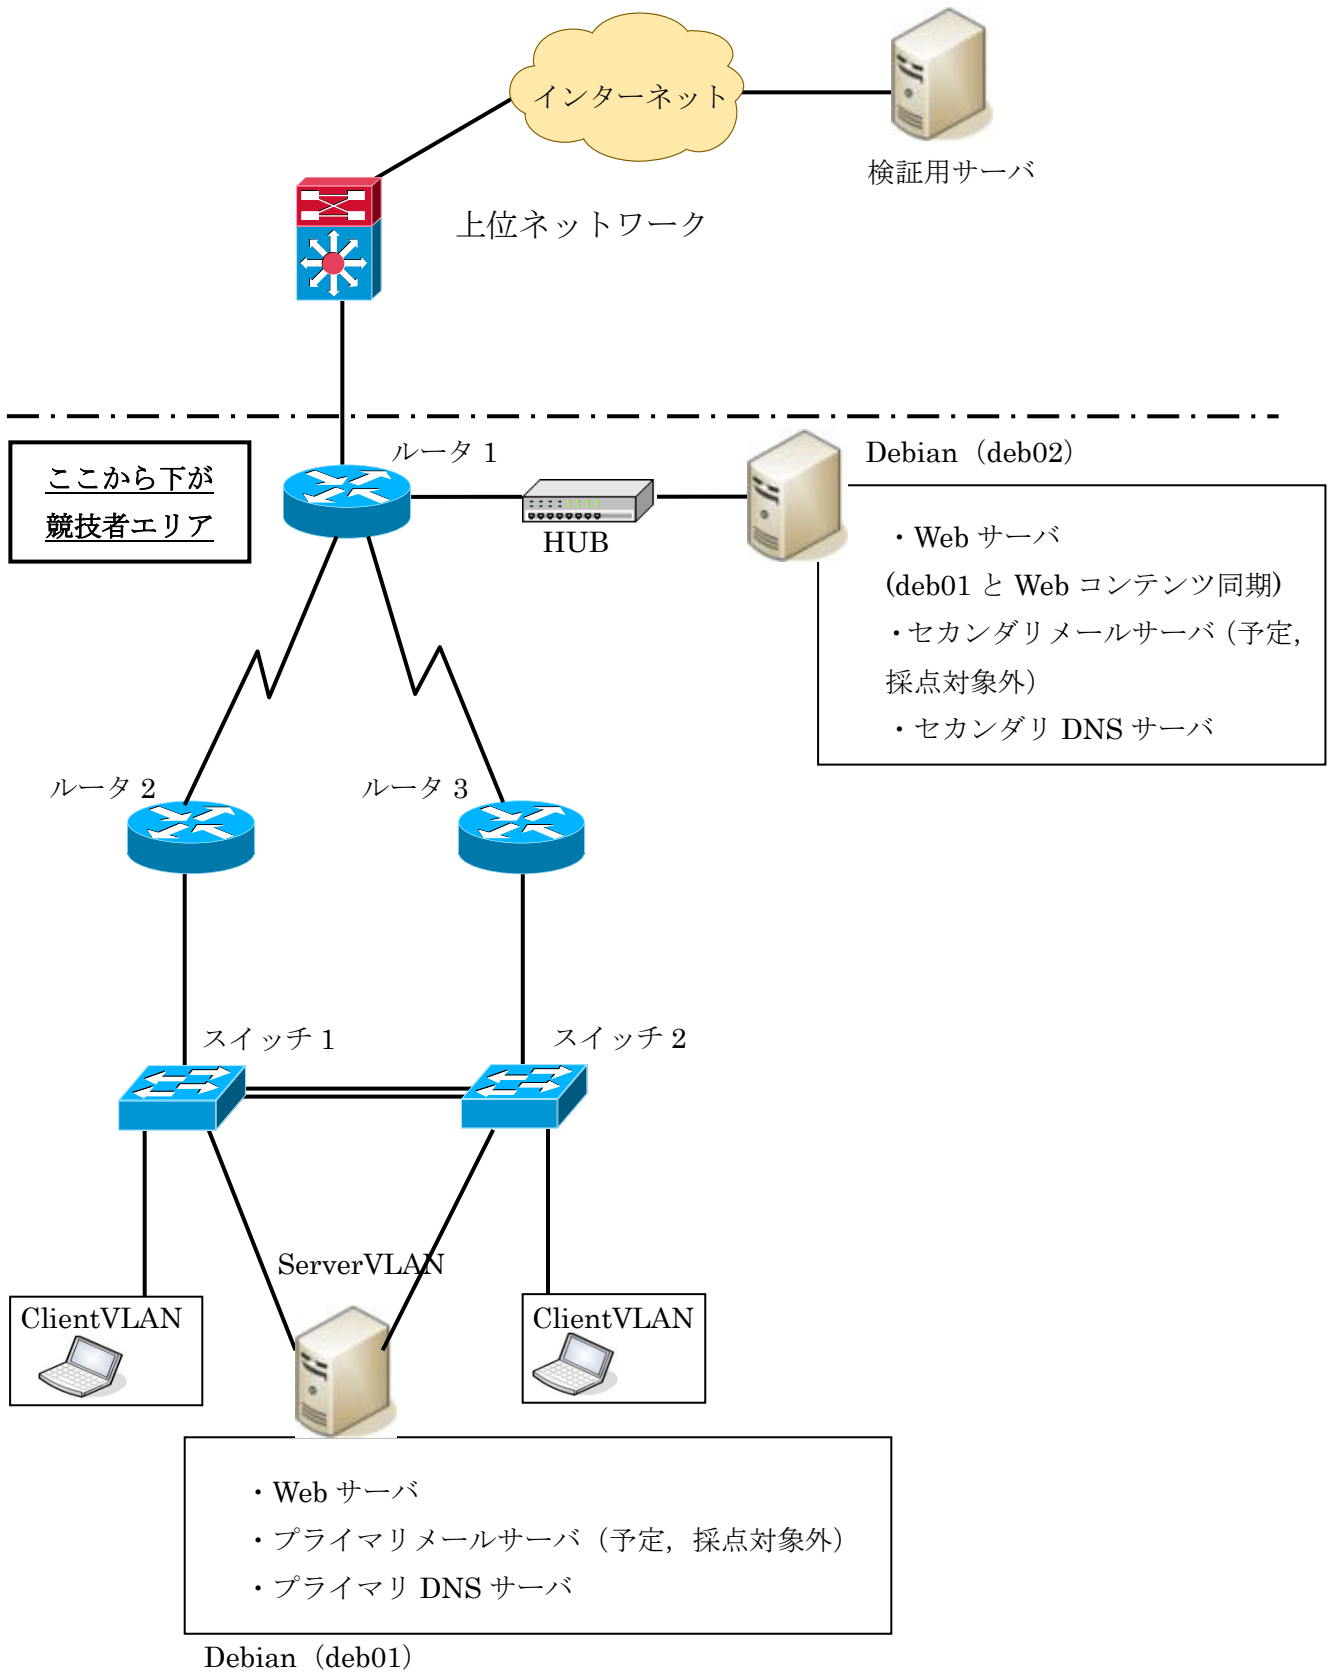 インターネット
検証用サーバ
上位ネットワーク
ここから下が
競技者エリア
ルータ 1
HUB
Debian（deb02）
・Web サーバ
(deb01 と Web コンテンツ同期)
・セカンダリメールサーバ（予定，
採点対象外）
・セカンダリ DNS サーバ
ルータ 2
ルータ 3
スイッチ 1
スイッチ 2
ServerVLAN
ClientVLAN
ClientVLAN
・Web サーバ
・プライマリメールサーバ（予定，採点対象外）
・プライマリ DNS サーバ
Debian（deb01）